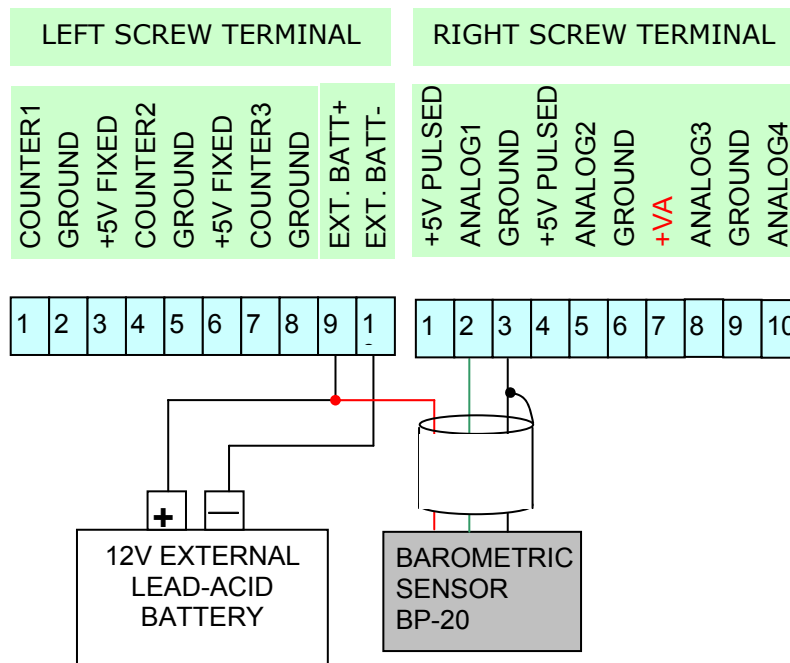 LEFT SCREW TERMINAL
RIGHT SCREW TERMINAL
COUNTER1
GROUND
+5V FIXED
COUNTER2
GROUND
+5V FIXED
COUNTER3
GROUND
EXT. BATT+
EXT. BATT-
+5V PULSED
ANALOG1
GROUND
+5V PULSED
ANALOG2
GROUND
+VA
ANALOG3
GROUND
ANALOG4
1 2 3 4 5 6 7 8 9 1
1 2 3 4 5 6 7 8 9 10
+ —
12V EXTERNAL
LEAD-ACID
BATTERY
BAROMETRIC
SENSOR
BP-20